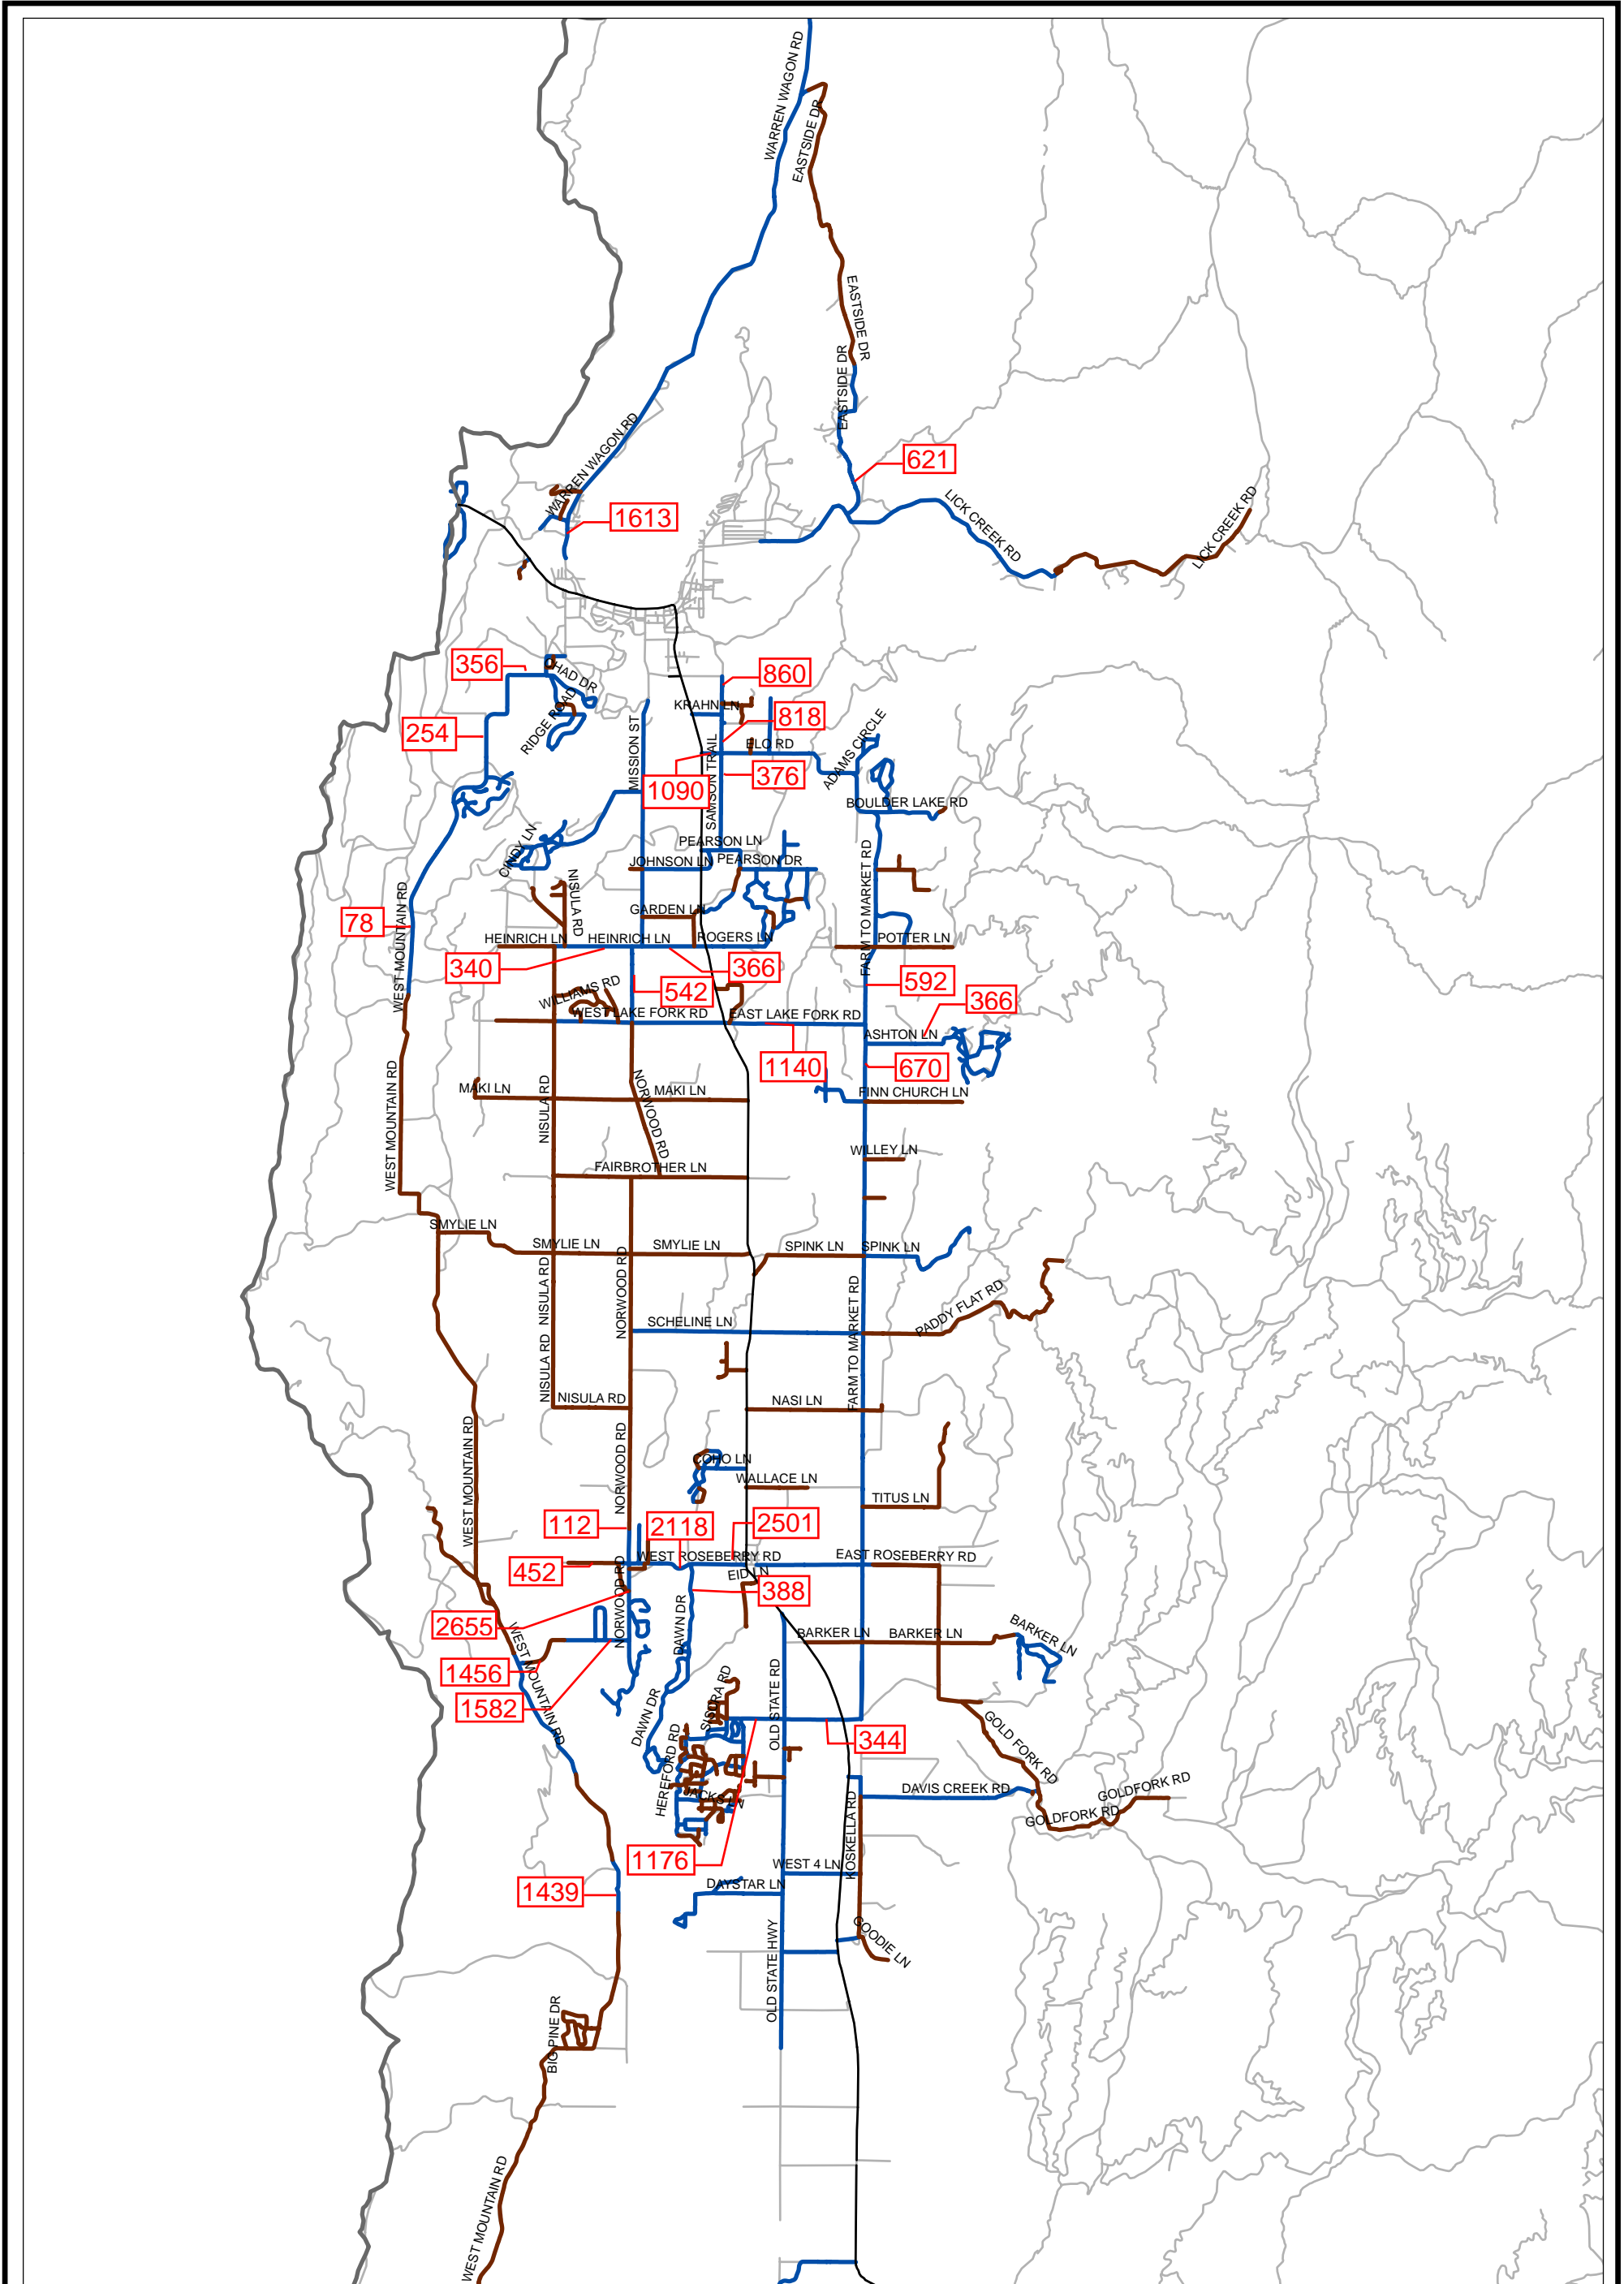 WARREN WAGON RD
EASTSIDE DR
EASTSIDE DR
EASTSIDE DR
WARREN WAGON RD
621
1613
LICK CREEK RD
LICK CREEK RD
356
CHAD DR
860
KRAHN LN
RIDGE ROAD
818
254
MISSION ST
ELO RD
ADAMS CIRCLE
SAMSON TRAIL
376
1090
BOULDER LAKE RD
CINDY LN
PEARSON LN
JOHNSON LN
PEARSON DR
FARM TO MARKET RD
NISULA RD
78
WEST MOUNTAIN RD
GARDEN LN
HEINRICH LN
HEINRICH LN
ROGERS LN
POTTER LN
340
366
592
WILLIAMS RD
542
366
WEST LAKE FORK RD
EAST LAKE FORK RD
ASHTON LN
1140
670
WEST MOUNTAIN RD
MAKI LN
MAKI LN
FINN CHURCH LN
NISULA RD
NORWOOD RD
WILLEY LN
FAIRBROTHER LN
SMYLIE LN
SMYLIE LN
SMYLIE LN
SPINK LN
SPINK LN
NISULA RD
NORWOOD RD
FARM TO MARKET RD
PADDY FLAT RD
SCHELINE LN
NISULA RD
NISULA RD
NASI LN
WEST MOUNTAIN RD
NORWOOD RD
COHO LN
WALLACE LN
TITUS LN
112
2118
2501
WEST ROSEBERRY RD
EAST ROSEBERRY RD
452
EID LN
388
NORWOOD RD
2655
DAWN DR
BARKER LN
BARKER LN
BARKER LN
WEST MOUNTAIN RD
1456
1582
OLD STATE RD
DAWN DR
344
GOLD FORK RD
HEREFORD RD
JACKS LN
DAVIS CREEK RD
GOLDFORK RD
GOLDFORK RD
KOSKELLA RD
1176
WEST 4 LN
1439
DAYSTAR LN
GOODIE LN
OLD STATE HWY
BIG PINE DR
WEST MOUNTAIN RD